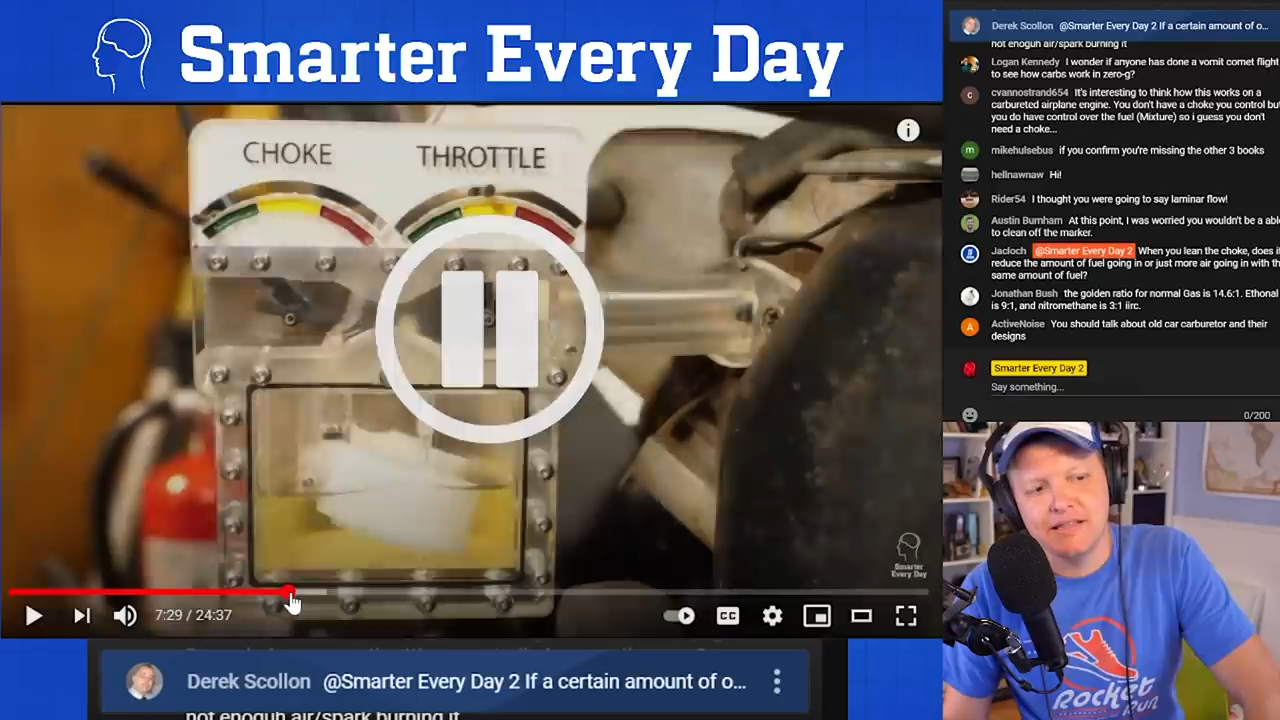 Smarter Every Day
CHOKE
THROTTLE
i
Smarter
Every Day
7:29 / 24:37
CC
Derek Scollon @Smarter Every Day 2 If a certain amount of o...
not enoguh air/spark burning it
Derek Scollon @Smarter Every Day 2 If a certain amount of o...
not enoguh air/spark burning it
Logan Kennedy I wonder if anyone has done a vomit comet flight
to see how carbs work in zero-g?
c
cvannostrand654 It's interesting to think how this works on a
carbureted airplane engine. You don't have a choke you control but
you do have control over the fuel (Mixture) so i guess you don't
need a choke...
m
mikehulsebus if you confirm you're missing the other 3 books
hellnawnaw Hi!
Rider54 I thought you were going to say laminar flow!
Austin Burnham At this point, I was worried you wouldn't be a able
to clean off the marker.
Jacloch @Smarter Every Day 2 When you lean the choke, does i
reduce the amount of fuel going in or just more air going in with th
same amount of fuel?
Jonathan Bush the golden ratio for normal Gas is 14.6:1. Ethonal
is 9:1, and nitromethane is 3:1 iirc.
A
ActiveNoise You should talk about old car carburetor and their
designs
Smarter Every Day 2
Say something...
0/200
Rocket
Run